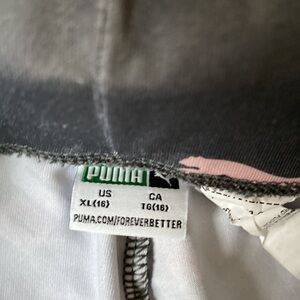 PUMA
US CA
XL(16) TG(16)
PUMA.COM/FOREVERBETTER